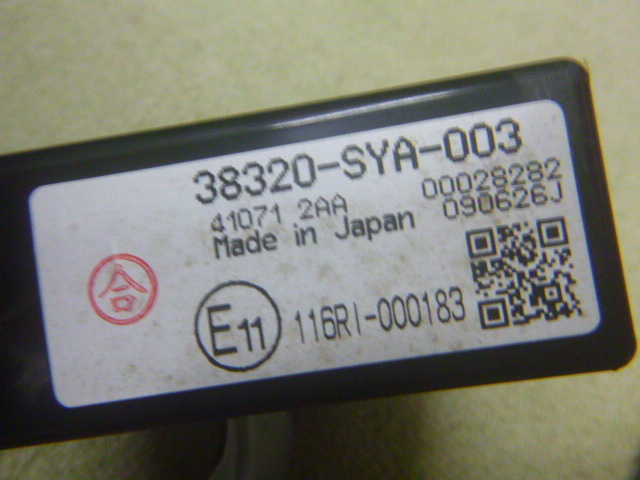 38320-SYA-003
41071 2AA 00028282
Made in Japan 090626J
合
E11 116RI-000183